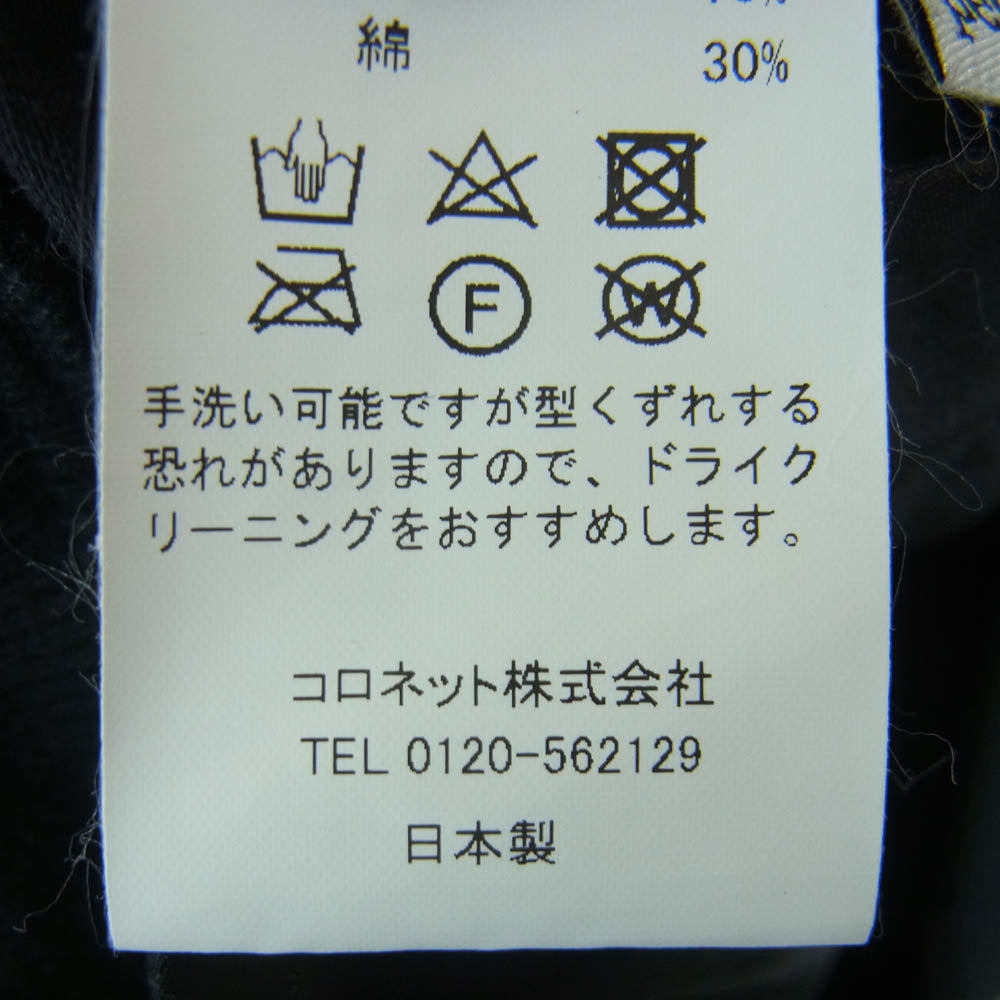 綿 30%
F
W
手洗い可能ですが型くずれする
恐れがありますので、ドライク
リーニングをおすすめします。
コロネット株式会社
TEL 0120-562129
日本製